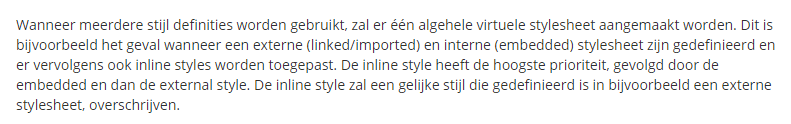 Wanneer meerdere stijl definities worden gebruikt, zal er één algehele virtuele stylesheet aangemaakt worden. Dit is
bijvoorbeeld het geval wanneer een externe (linked/imported) en interne (embedded) stylesheet zijn gedefinieerd en
er vervolgens ook inline styles worden toegepast. De inline style heeft de hoogste prioriteit, gevolgd door de
embedded en dan de external style. De inline style zal een gelijke stijl die gedefinieerd is in bijvoorbeeld een externe
stylesheet, overschrijven.